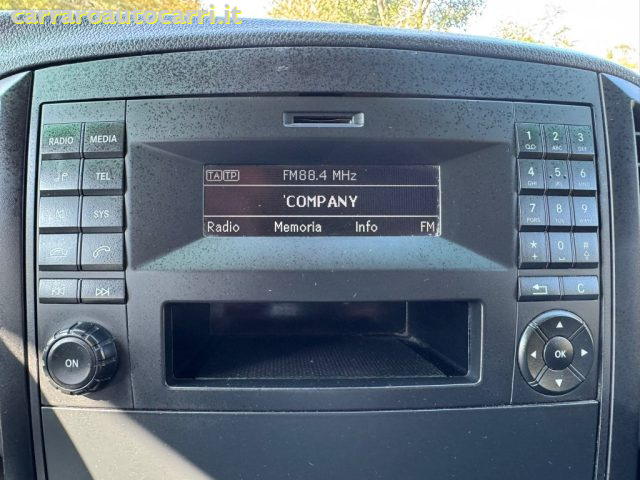 carraroautocarri.it
RADIO MEDIA
TEL
SYS
ON
TA TP FM88.4 MHz
'COMPANY
Radio Memoria Info FM
1 QO 2 ABC 3 DEF
4 GHI 5 JKL 6 MNO
7 PQRS 8 TUV 9 WXYZ
* + 0 #
C
OK